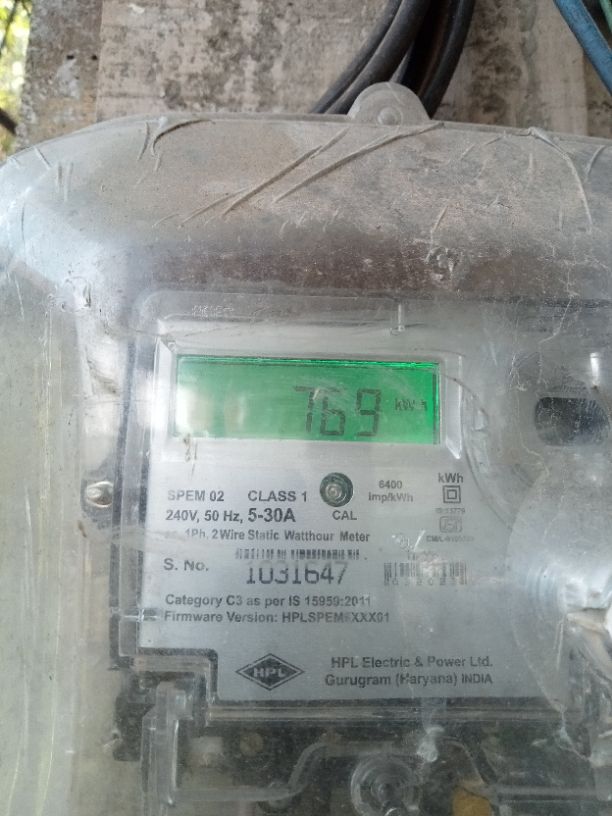 769 kWh
SPEM 02 CLASS 1 6400 imp/kWh kWh
240V, 50 Hz, 5-30A CAL
ac, 1Ph, 2Wire Static Watthour Meter
S. No. 1031647
Category C3 as per IS 15959:2011
Firmware Version:
HPL
HPL Electric & Power Ltd.
Gurugram (Haryana) INDIA